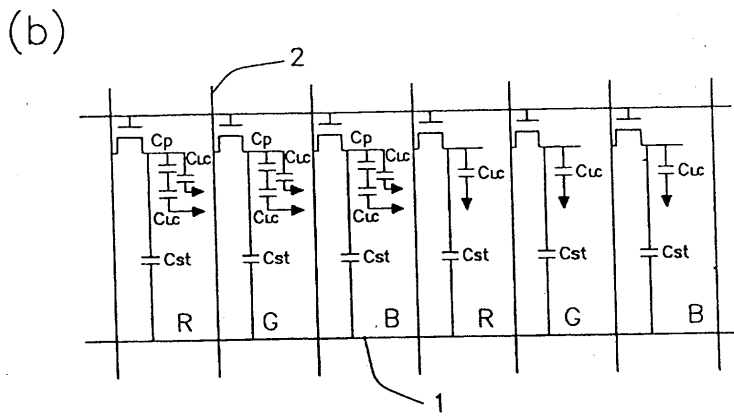 (b)
2
Cp Cp Cp
CLC CLC CLC CLC CLC CLC
CLC CLC CLC
Cst Cst Cst Cst Cst Cst
R G B R G B
1